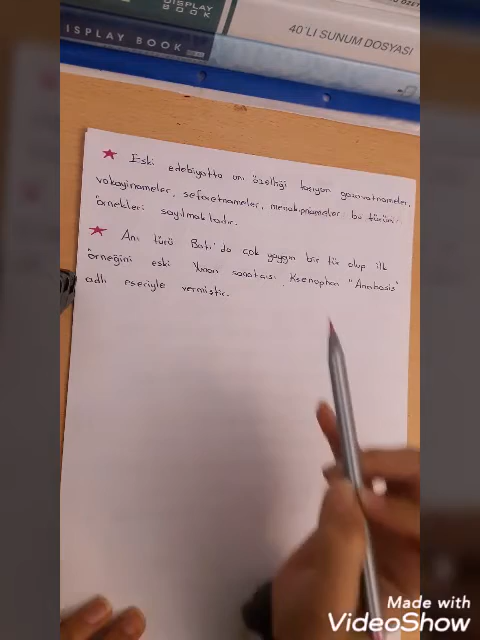 DISPLAY
BOOK
ISPLAY BOOK
40'LI SUNUM DOSYASI
★ Eski edebiyatta anı özelliği taşıyan gazavatnameler,
vakayinameler, sefaretnameler, menakıpnameler bu türün
örnekleri sayılmaktadır.
★ Anı türü Batı'da çok yaygın bir tür olup ilk
örneğini eski Yunan sanatçısı Ksenophon "Anabasis"
adlı eseriyle vermiştir.
Made with
VideoShow